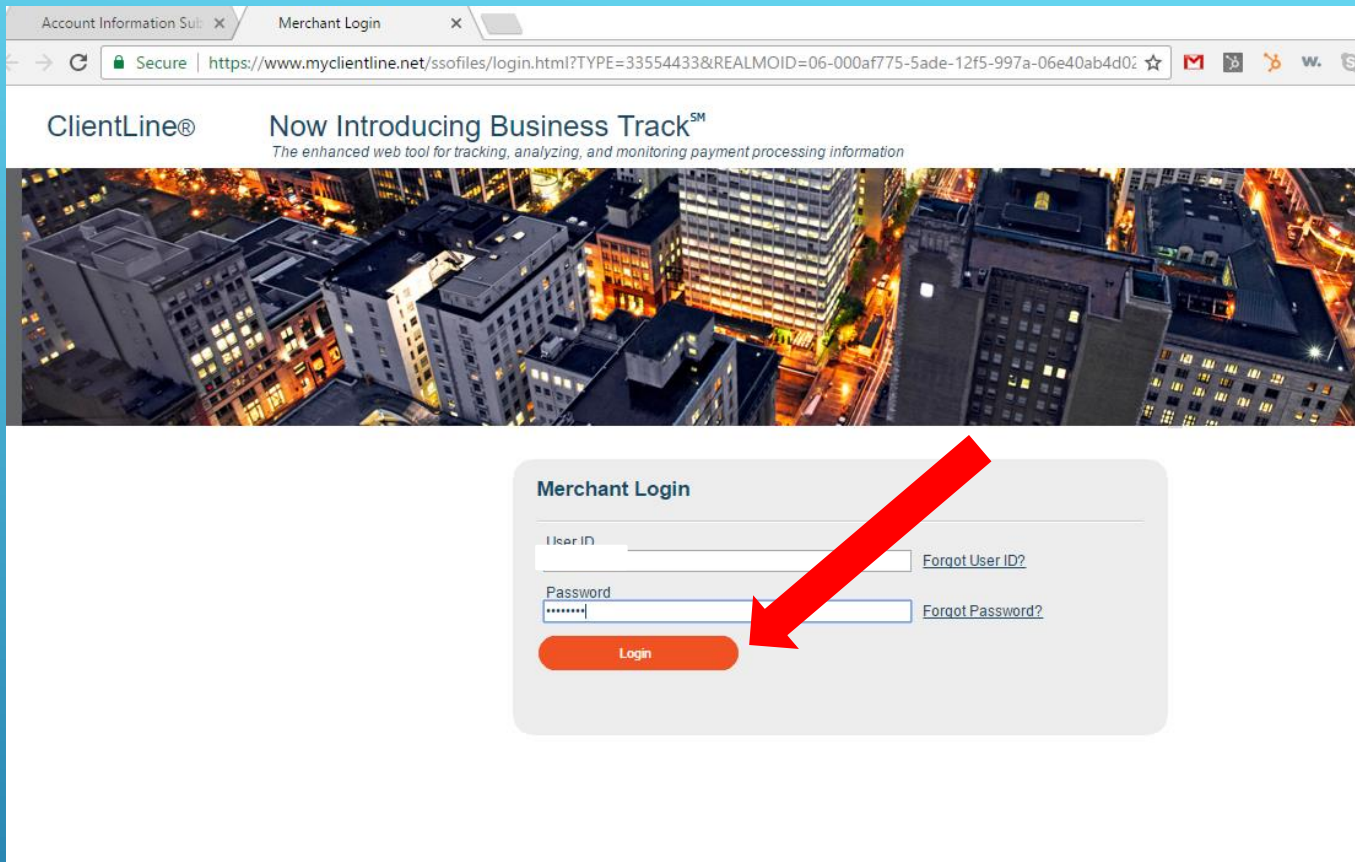 Account Information Sub
Merchant Login
Secure | https://www.myclientline.net/ssofiles/login.html?TYPE=33554433&REALMOID=06-000af775-5ade-12f5-997a-06e40ab4d02
w.
ClientLine®
Now Introducing Business Track℠
The enhanced web tool for tracking, analyzing, and monitoring payment processing information
Merchant Login
User ID
Forgot User ID?
Password
Forgot Password?
Login